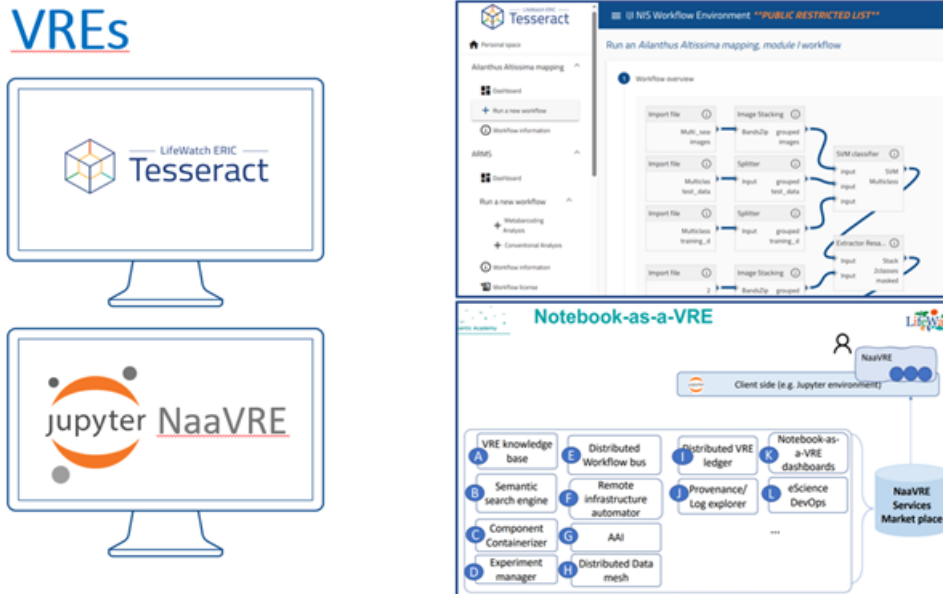 VREs
LifeWatch ERIC
Tesseract
jupyter NaaVRE
LifeWatch ERIC
Tesseract
Personal space
Ailanthus Altissima mapping
Dashboard
Run a new workflow
Workflow information
ARMS
Dashboard
Run a new workflow
Metabarcoding
Analysis
Conventional Analysis
Workflow information
Workflow license
NIS Workflow Environment **PUBLIC RESTRICTED LIST**
Run an Ailanthus Altissima mapping, module I workflow
1 Workflow overview
Import file
Multi_sea
images
Image Stacking
BandsZip grouped
images
Import file
Multiclas
test_data
Splitter
Input grouped
test_data
Import file
Multiclass
training_d
Splitter
Input grouped
training_d
SVM classifier
input SVM
input Multiclass
input
Extractor Resa...
Input Stack
Input 2classes
masked
Import file
2
Image Stacking
BandsZip grouped
Notebook-as-a-VRE
antic Academy
LifeWa
NaaVRE
Client side (e.g. Jupyter environment)
A VRE knowledge
base
B Semantic
search engine
C Component
Containerizer
D Experiment
manager
E Distributed
Workflow bus
F Remote
infrastructure
automator
G AAI
H Distributed Data
mesh
I Distributed VRE
ledger
J Provenance/
Log explorer
K Notebook-as-
a-VRE
dashboards
L eScience
DevOps
...
NaaVRE
Services
Market place